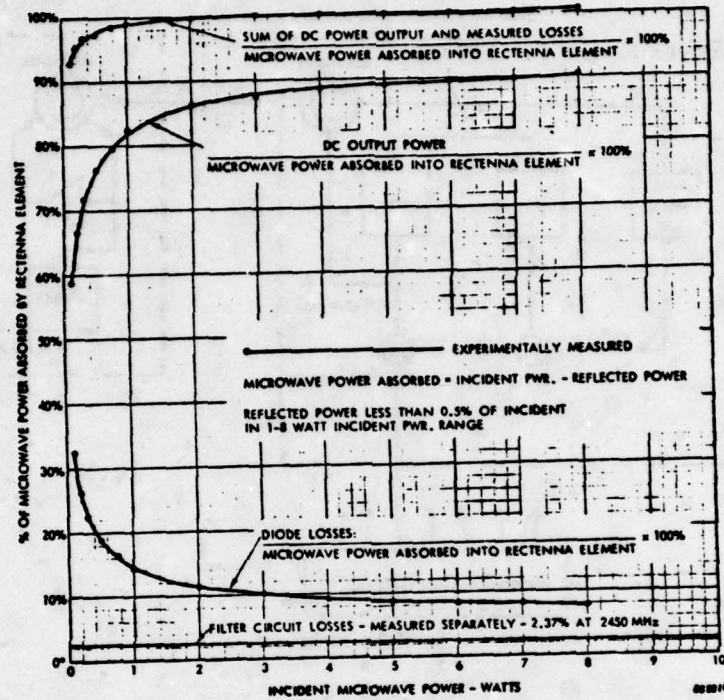 100%
90%
80%
70%
60%
50%
40%
30%
20%
10%
0%
% OF MICROWAVE POWER ABSORBED BY RECTENNA ELEMENT
SUM OF DC POWER OUTPUT AND MEASURED LOSSES
MICROWAVE POWER ABSORBED INTO RECTENNA ELEMENT
x 100%
DC OUTPUT POWER
MICROWAVE POWER ABSORBED INTO RECTENNA ELEMENT
x 100%
EXPERIMENTALLY MEASURED
MICROWAVE POWER ABSORBED = INCIDENT PWR. - REFLECTED POWER
REFLECTED POWER LESS THAN 0.5% OF INCIDENT
IN 1-8 WATT INCIDENT PWR. RANGE
DIODE LOSSES:
MICROWAVE POWER ABSORBED INTO RECTENNA ELEMENT
x 100%
FILTER CIRCUIT LOSSES - MEASURED SEPARATELY - 2.37% AT 2450 MHz
0 1 2 3 4 5 6 7 8 9 10
INCIDENT MICROWAVE POWER - WATTS